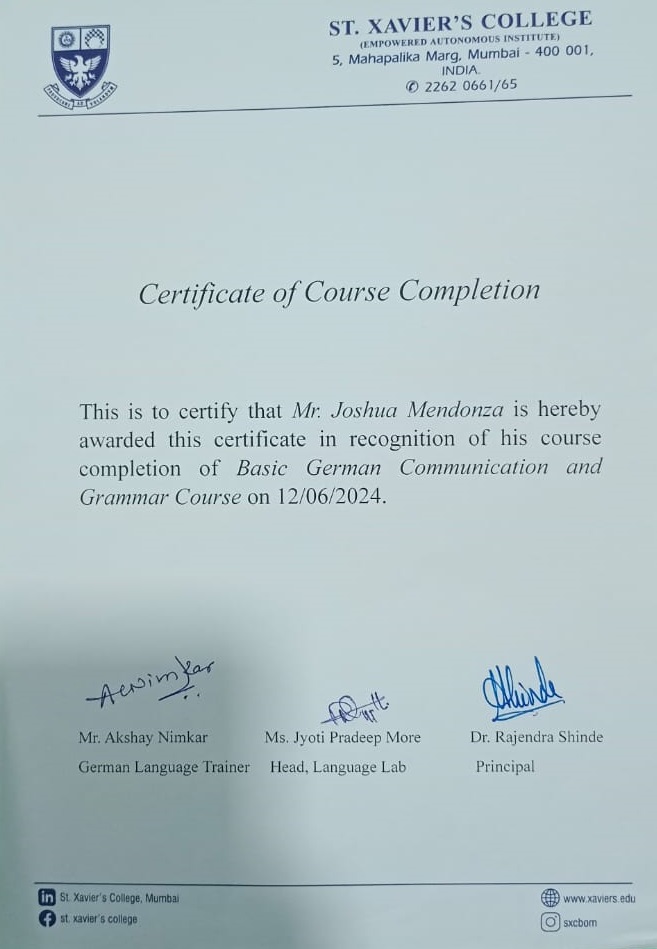 ST. XAVIER'S COLLEGE
(EMPOWERED AUTONOMOUS INSTITUTE)
5, Mahapalika Marg, Mumbai - 400 001,
INDIA.
✆ 2262 0661/65
Certificate of Course Completion
This is to certify that Mr. Joshua Mendonza is hereby
awarded this certificate in recognition of his course
completion of Basic German Communication and
Grammar Course on 12/06/2024.
Mr. Akshay Nimkar
Ms. Jyoti Pradeep More
Dr. Rajendra Shinde
German Language Trainer
Head, Language Lab
Principal
in St. Xavier's College, Mumbai
f st. xavier's college
www.xaviers.edu
sxcbom